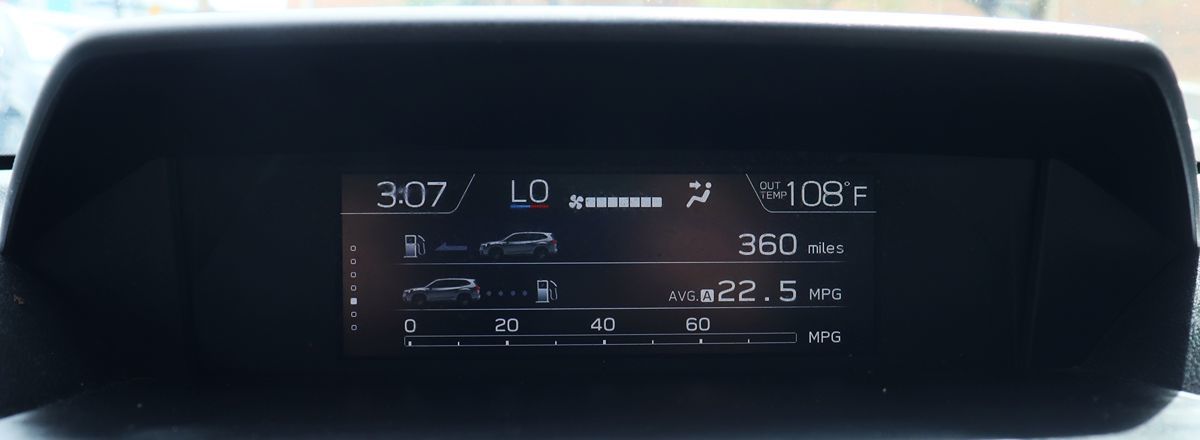 3:07 LO OUT TEMP 108°F
360 miles
AVG. A 22.5 MPG
0 20 40 60
MPG